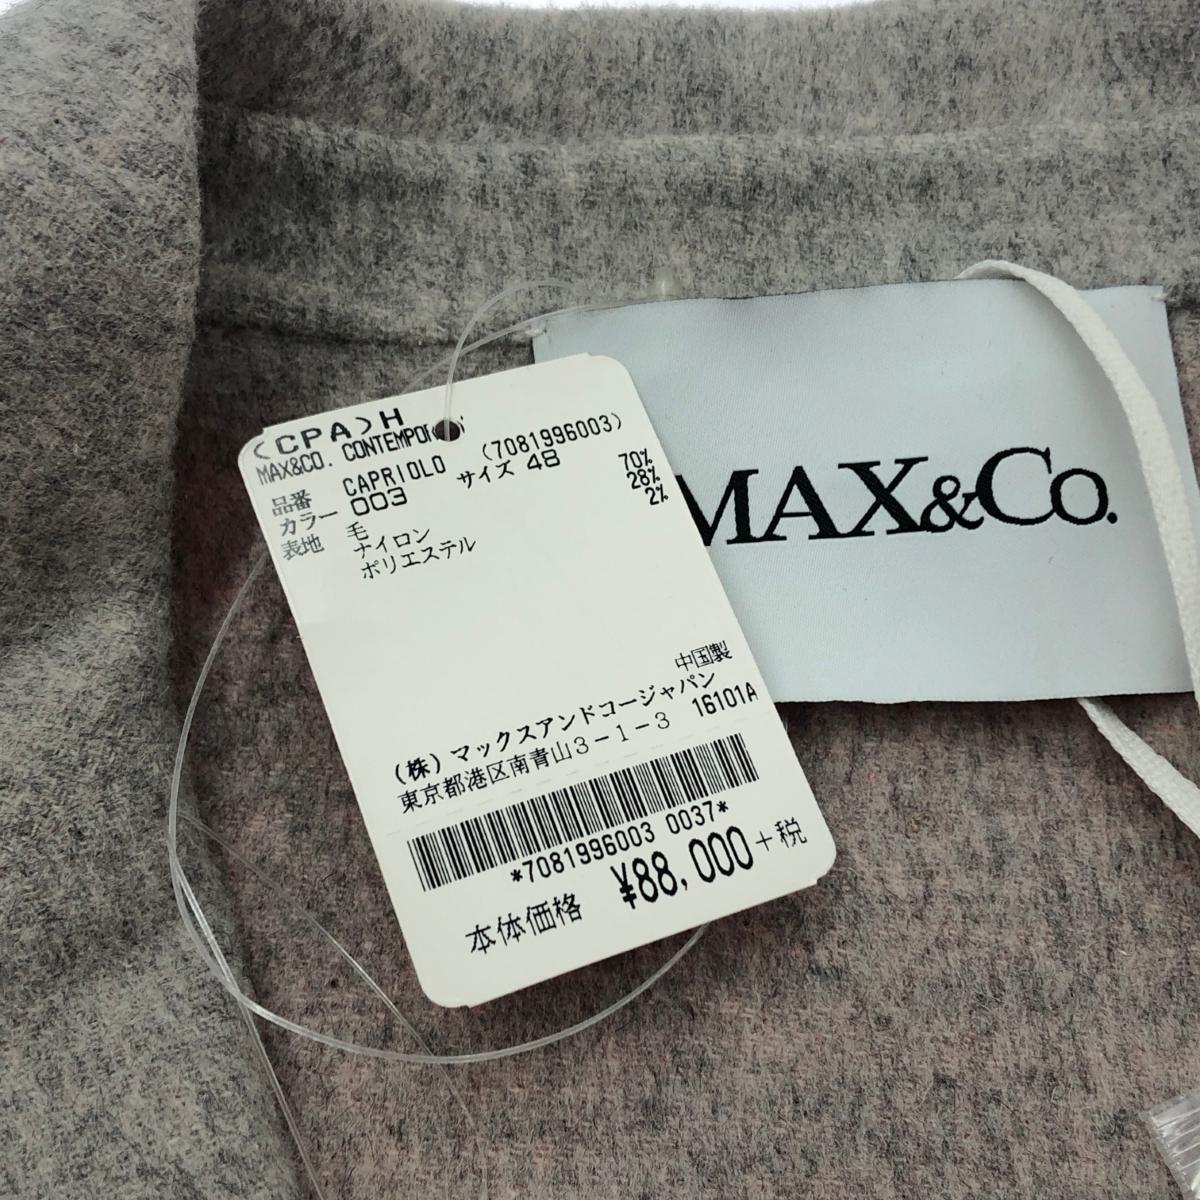 (CPA)H
MAX&CO. CONTEMPOR
品番 CAPRIOLO (7081996003)
カラー 003 サイズ 48
表地 毛 70%
ナイロン 28%
ポリエステル 2%
中国製
(株)マックスアンドコージャパン
東京都港区南青山3-1-3 16101A
*7081996003 0037*
本体価格 ¥88,000+税
MAX&Co.